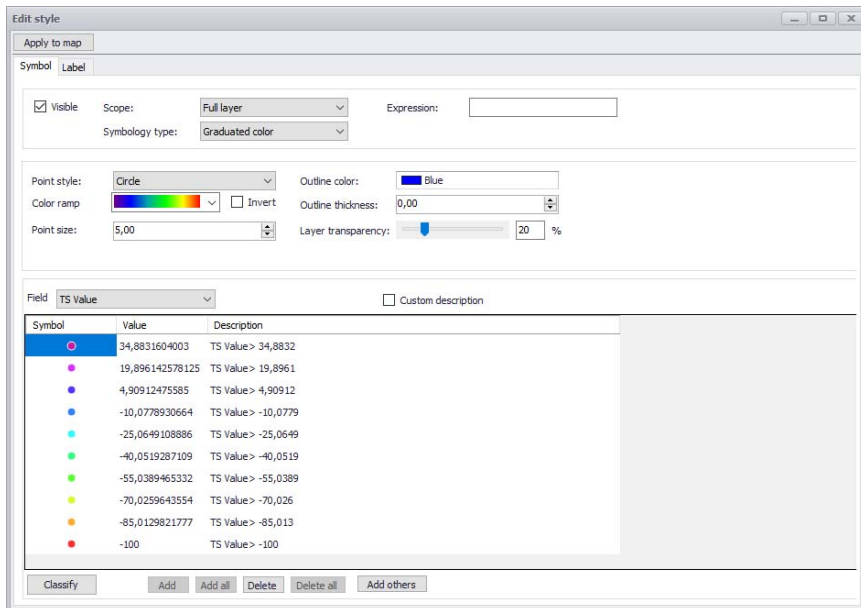 Edit style
Apply to map
Symbol Label
Visible Scope: Full layer Expression:
Symbology type: Graduated color
Point style: Circle Outline color: Blue
Color ramp Invert Outline thickness: 0,00
Point size: 5,00 Layer transparency: 20 %
Field TS Value Custom description
Symbol Value Description
34,8831604003 TS Value> 34,8832
19,896142578125 TS Value> 19,8961
4,90912475585 TS Value> 4,90912
-10,0778930664 TS Value> -10,0779
-25,0649108886 TS Value> -25,0649
-40,0519287109 TS Value> -40,0519
-55,0389465332 TS Value> -55,0389
-70,0259643554 TS Value> -70,026
-85,0129821777 TS Value> -85,013
-100 TS Value> -100
Classify Add Add all Delete Delete all Add others